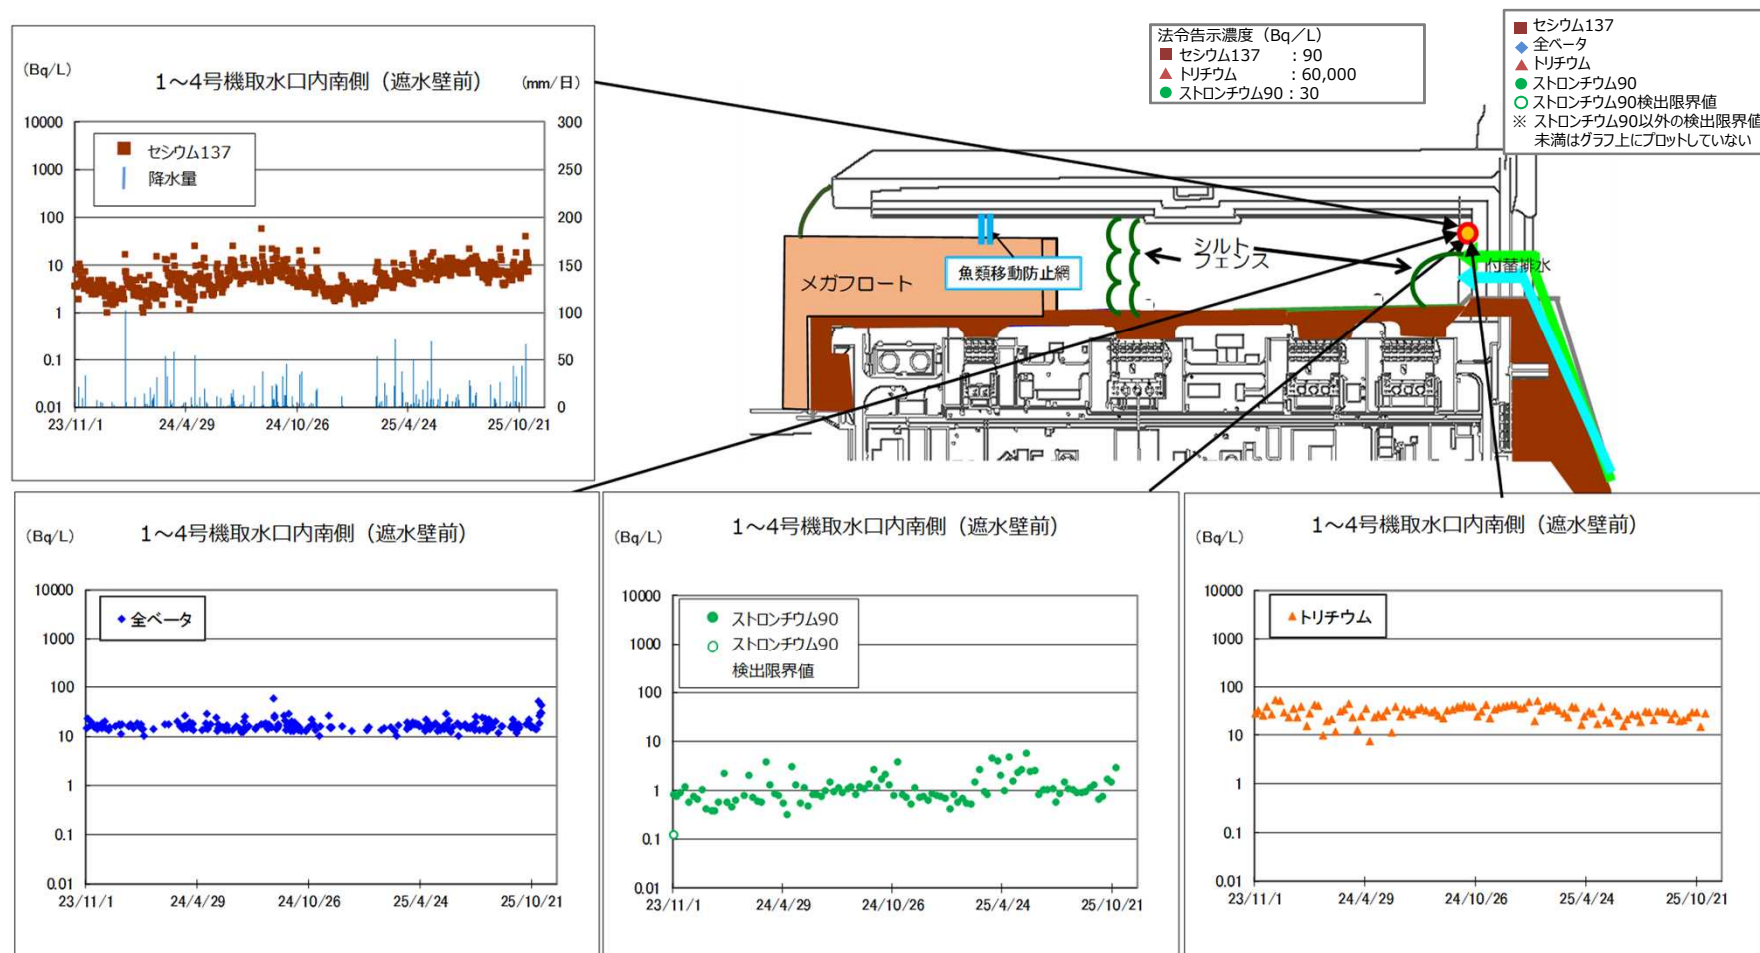 (Bq/L)
1～4号機取水口内南側（遮水壁前）
(mm/日)
10000
1000
100
10
1
0.1
0.01
300
250
200
150
100
50
0
セシウム137
降水量
23/11/1
24/4/29
24/10/26
25/4/24
25/10/21
法令告示濃度（Bq／L）
セシウム137 ：90
トリチウム ：60,000
ストロンチウム90：30
セシウム137
全ベータ
トリチウム
ストロンチウム90
ストロンチウム90検出限界値
※ ストロンチウム90以外の検出限界値
未満はグラフ上にプロットしていない
メガフロート
魚類移動防止網
シルト
フェンス
付替排水
(Bq/L)
1～4号機取水口内南側（遮水壁前）
10000
1000
100
10
1
0.1
0.01
全ベータ
23/11/1
24/4/29
24/10/26
25/4/24
25/10/21
(Bq/L)
1～4号機取水口内南側（遮水壁前）
10000
1000
100
10
1
0.1
0.01
ストロンチウム90
ストロンチウム90
検出限界値
23/11/1
24/4/29
24/10/26
25/4/24
25/10/21
(Bq/L)
1～4号機取水口内南側（遮水壁前）
10000
1000
100
10
1
0.1
0.01
トリチウム
23/11/1
24/4/29
24/10/26
25/4/24
25/10/21